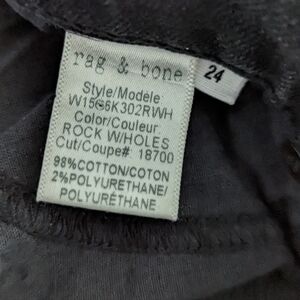 rag & bone
24
Style/Modele
W15G6K302RWH
Color/Couleur:
ROCK W/HOLES
Cut/Coupe# 18700
98% COTTON/COTON
2% POLYURETHANE/
POLYURÉTHANE